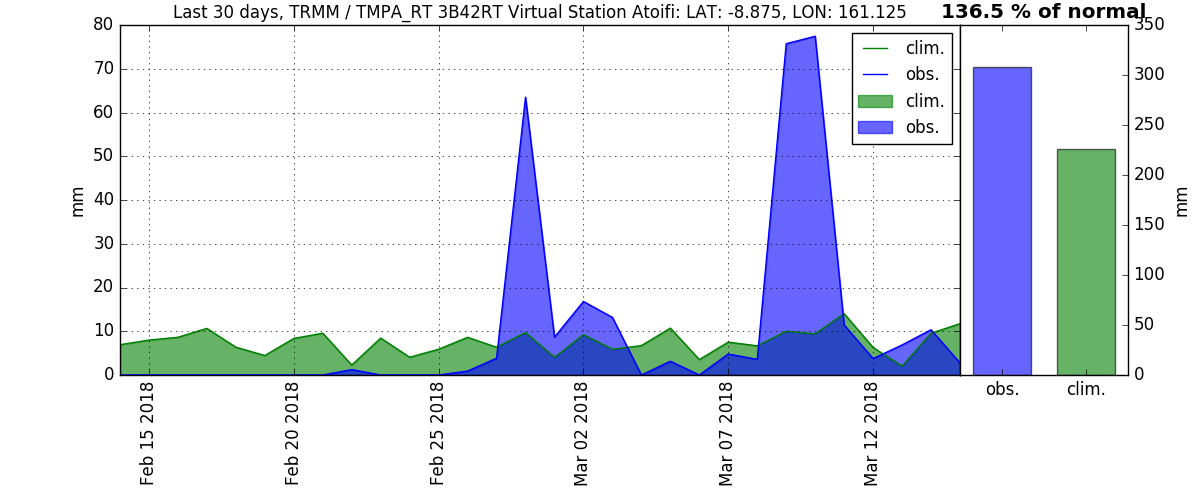 Last 30 days, TRMM / TMPA_RT 3B42RT Virtual Station Atoifi: LAT: -8.875, LON: 161.125
136.5 % of normal
80
70
60
50
40
30
20
10
0
mm
clim.
obs.
clim.
obs.
350
300
250
200
150
100
50
0
mm
obs.
clim.
Feb 15 2018
Feb 20 2018
Feb 25 2018
Mar 02 2018
Mar 07 2018
Mar 12 2018